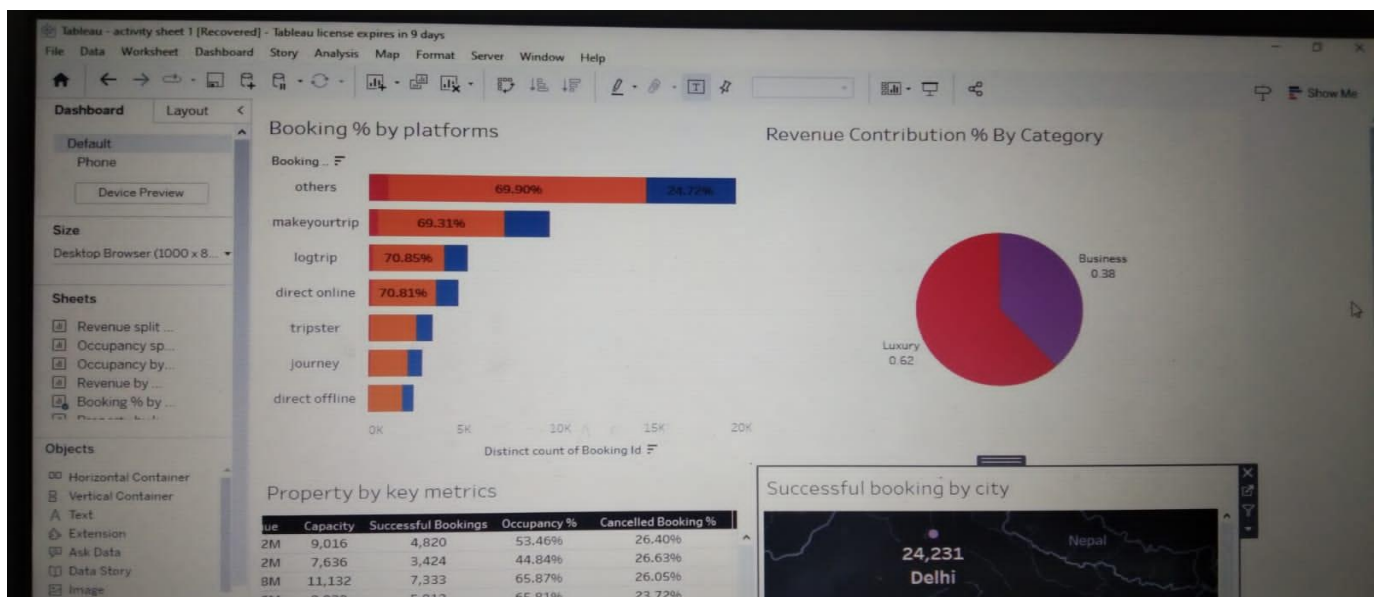 Tableau - activity sheet 1 [Recovered] - Tableau license expires in 9 days
File Data Worksheet Dashboard Story Analysis Map Format Server Window Help
Show Me
Dashboard Layout
Default
Phone
Device Preview
Size
Desktop Browser (1000 x 8...
Sheets
Revenue split ...
Occupancy sp...
Occupancy by...
Revenue by ...
Booking % by ...
Objects
Horizontal Container
Vertical Container
Text
Extension
Ask Data
Data Story
Image
Booking % by platforms
Booking ..
others 69.90% 24.72%
makeyourtrip 69.31%
logtrip 70.85%
direct online 70.81%
tripster
journey
direct offline
0K 5K 10K 15K 20K
Distinct count of Booking Id
Revenue Contribution % By Category
Business
0.38
Luxury
0.62
Property by key metrics
ue Capacity Successful Bookings Occupancy % Cancelled Booking %
2M 9,016 4,820 53.46% 26.40%
2M 7,636 3,424 44.84% 26.63%
8M 11,132 7,333 65.87% 26.05%
23.72%
Successful booking by city
Nepal
24,231
Delhi